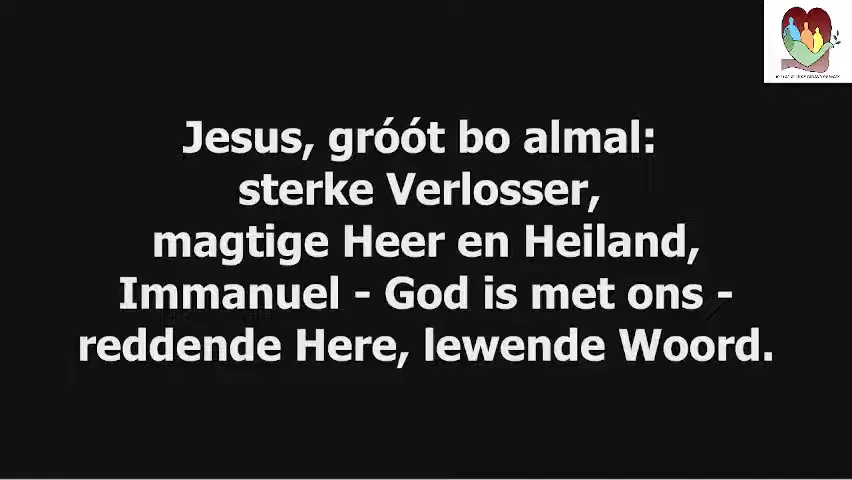 Jesus, gróót bo almal:
sterke Verlosser,
magtige Heer en Heiland,
Immanuel - God is met ons -
reddende Here, lewende Woord.